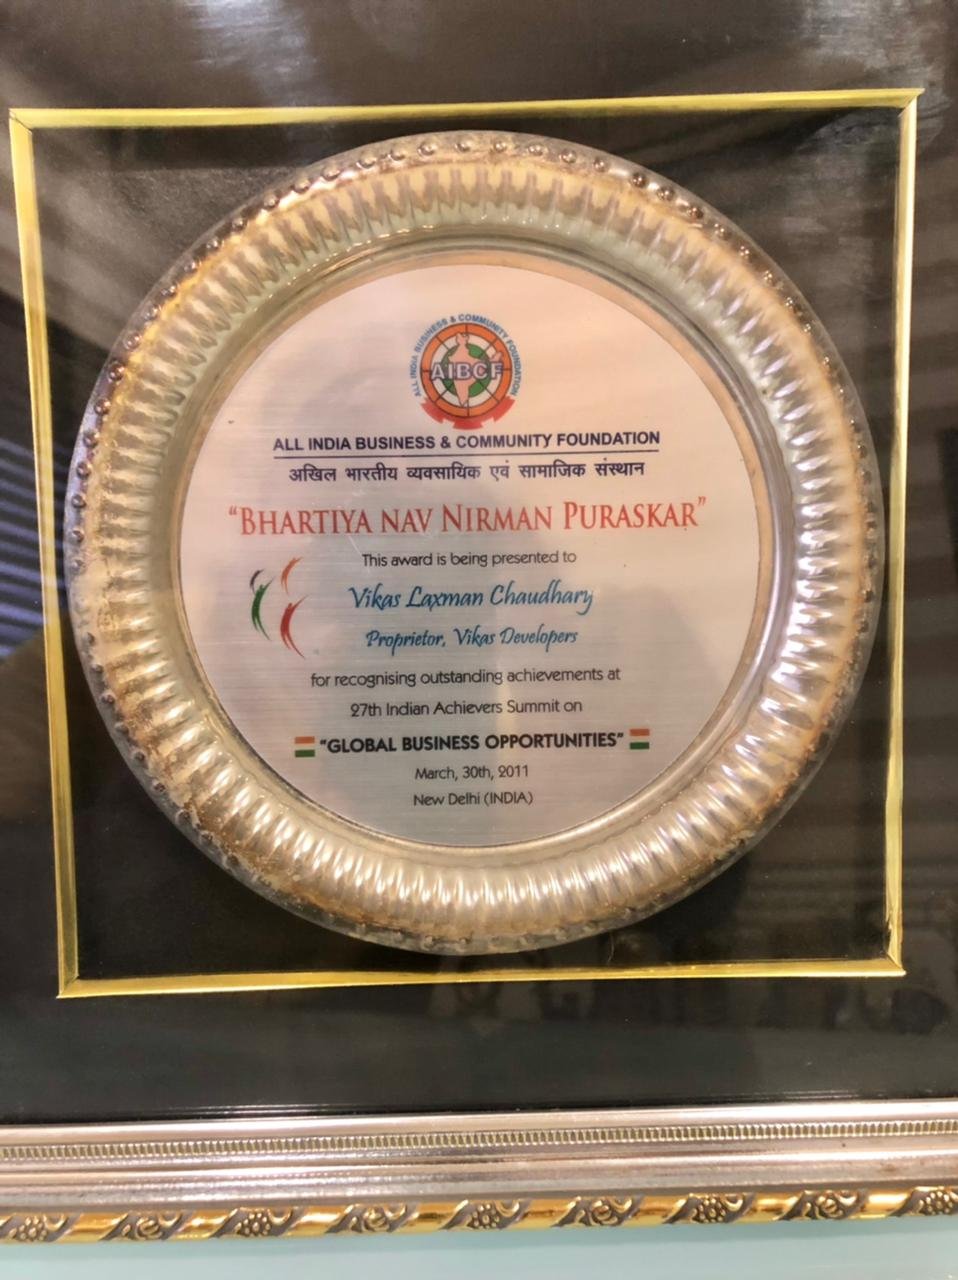 ALL INDIA BUSINESS & COMMUNITY FOUNDATION
AIBCF
ALL INDIA BUSINESS & COMMUNITY FOUNDATION
अखिल भारतीय व्यवसायिक एवं सामाजिक संस्थान
"BHARTIYA NAV NIRMAN PURASKAR"
This award is being presented to
Vikas Laxman Chaudhary
Proprietor, Vikas Developers
for recognising outstanding achievements at
27th Indian Achievers Summit on
"GLOBAL BUSINESS OPPORTUNITIES"
March, 30th, 2011
New Delhi (INDIA)